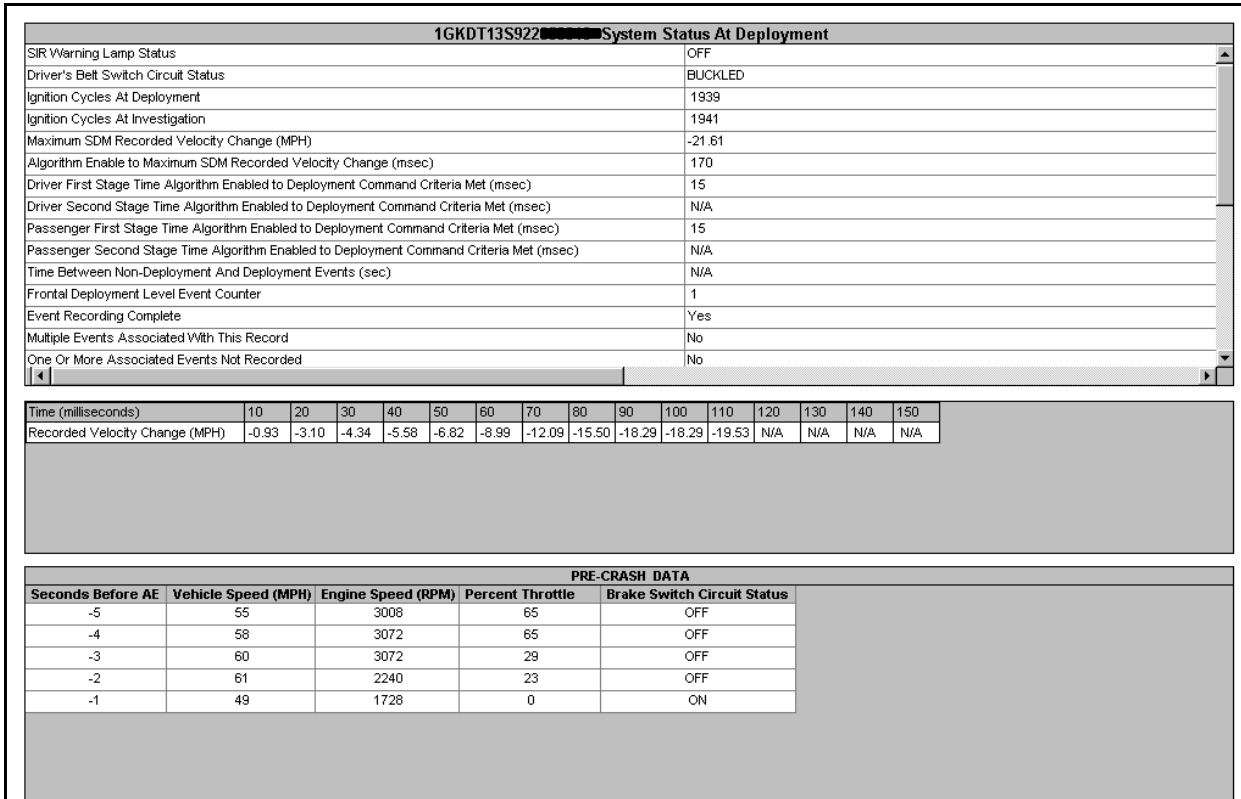 1GKDT13S922 System Status At Deployment
SIR Warning Lamp Status OFF
Driver's Belt Switch Circuit Status BUCKLED
Ignition Cycles At Deployment 1939
Ignition Cycles At Investigation 1941
Maximum SDM Recorded Velocity Change (MPH) -21.61
Algorithm Enable to Maximum SDM Recorded Velocity Change (msec) 170
Driver First Stage Time Algorithm Enabled to Deployment Command Criteria Met (msec) 15
Driver Second Stage Time Algorithm Enabled to Deployment Command Criteria Met (msec) N/A
Passenger First Stage Time Algorithm Enabled to Deployment Command Criteria Met (msec) 15
Passenger Second Stage Time Algorithm Enabled to Deployment Command Criteria Met (msec) N/A
Time Between Non-Deployment And Deployment Events (sec) N/A
Frontal Deployment Level Event Counter 1
Event Recording Complete Yes
Multiple Events Associated With This Record No
One Or More Associated Events Not Recorded No
Time (milliseconds) 10 20 30 40 50 60 70 80 90 100 110 120 130 140 150
Recorded Velocity Change (MPH) -0.93 -3.10 -4.34 -5.58 -6.82 -8.99 -12.09 -15.50 -18.29 -18.29 -19.53 N/A N/A N/A N/A
PRE-CRASH DATA
Seconds Before AE Vehicle Speed (MPH) Engine Speed (RPM) Percent Throttle Brake Switch Circuit Status
-5 55 3008 65 OFF
-4 58 3072 65 OFF
-3 60 3072 29 OFF
-2 61 2240 23 OFF
-1 49 1728 0 ON